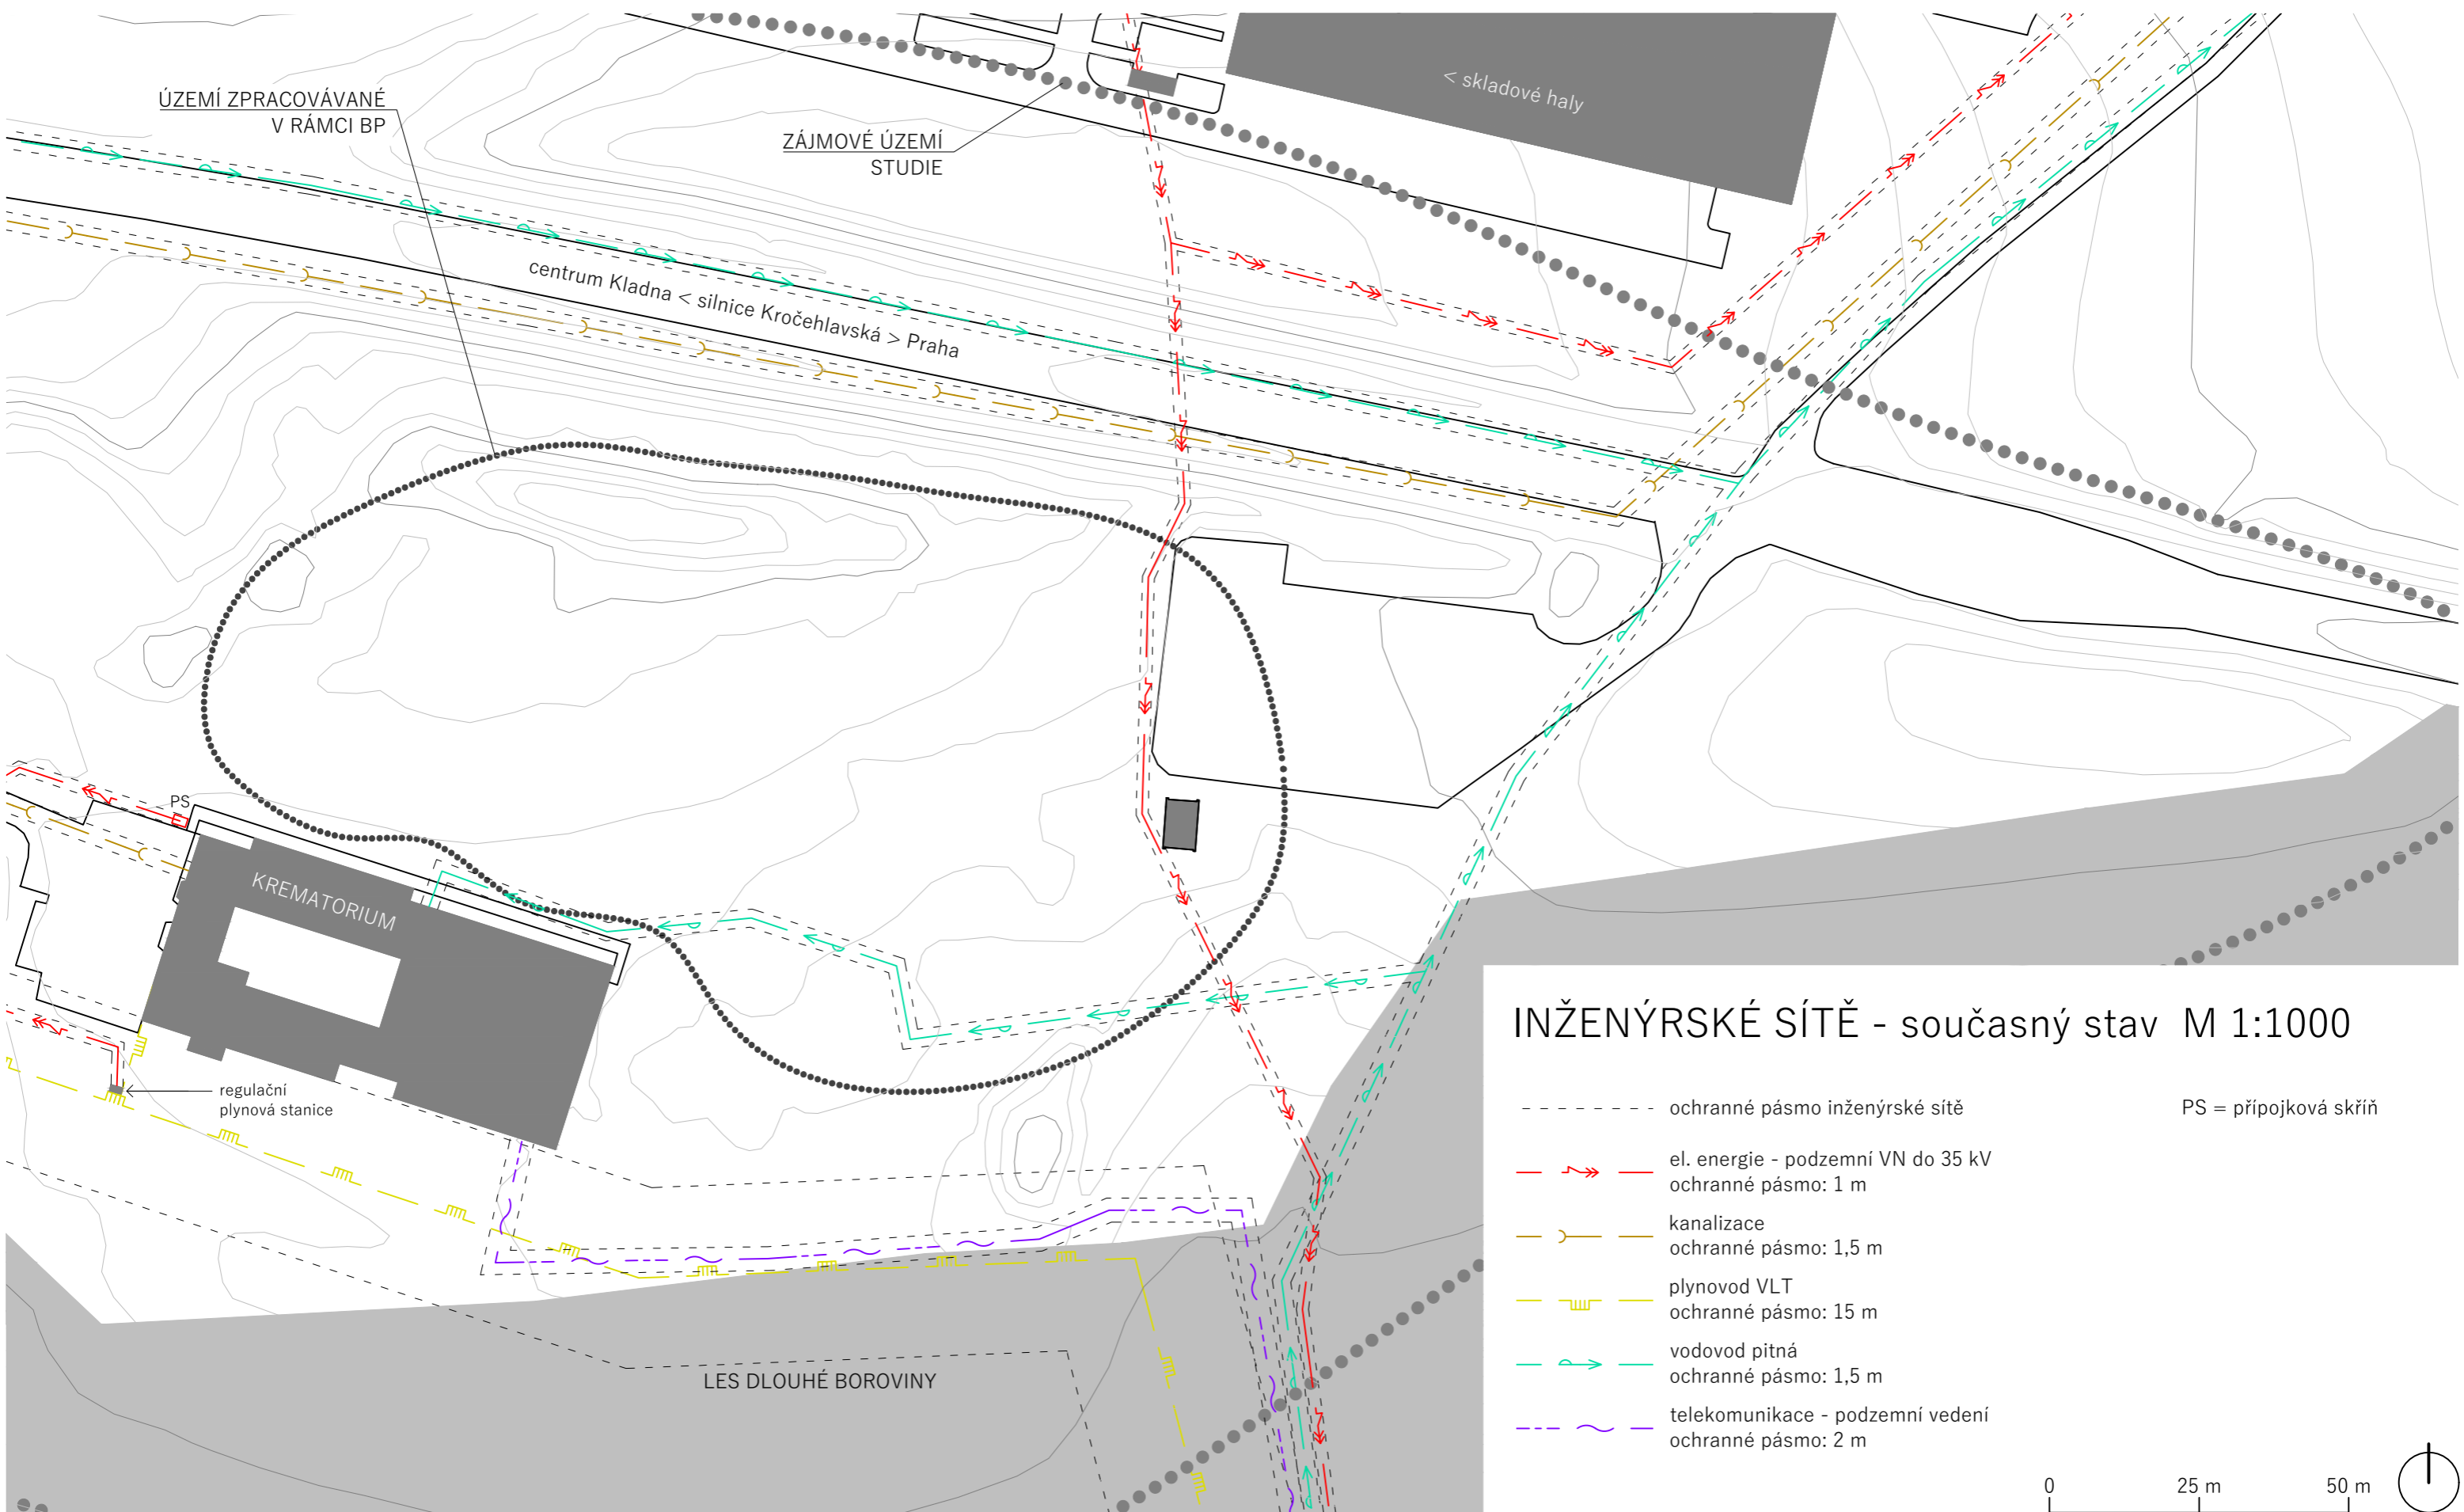 < skladové haly
ÚZEMÍ ZPRACOVÁVANÉ
V RÁMCI BP
ZÁJMOVÉ ÚZEMÍ
STUDIE
centrum Kladna < silnice Kročehlavská > Praha
PS
KREMATORIUM
regulační
plynová stanice
LES DLOUHÉ BOROVINY
INŽENÝRSKÉ SÍTĚ - současný stav M 1:1000
ochranné pásmo inženýrské sítě
PS = přípojková skříň
el. energie - podzemní VN do 35 kV
ochranné pásmo: 1 m
kanalizace
ochranné pásmo: 1,5 m
plynovod VLT
ochranné pásmo: 15 m
vodovod pitná
ochranné pásmo: 1,5 m
telekomunikace - podzemní vedení
ochranné pásmo: 2 m
0 25 m 50 m